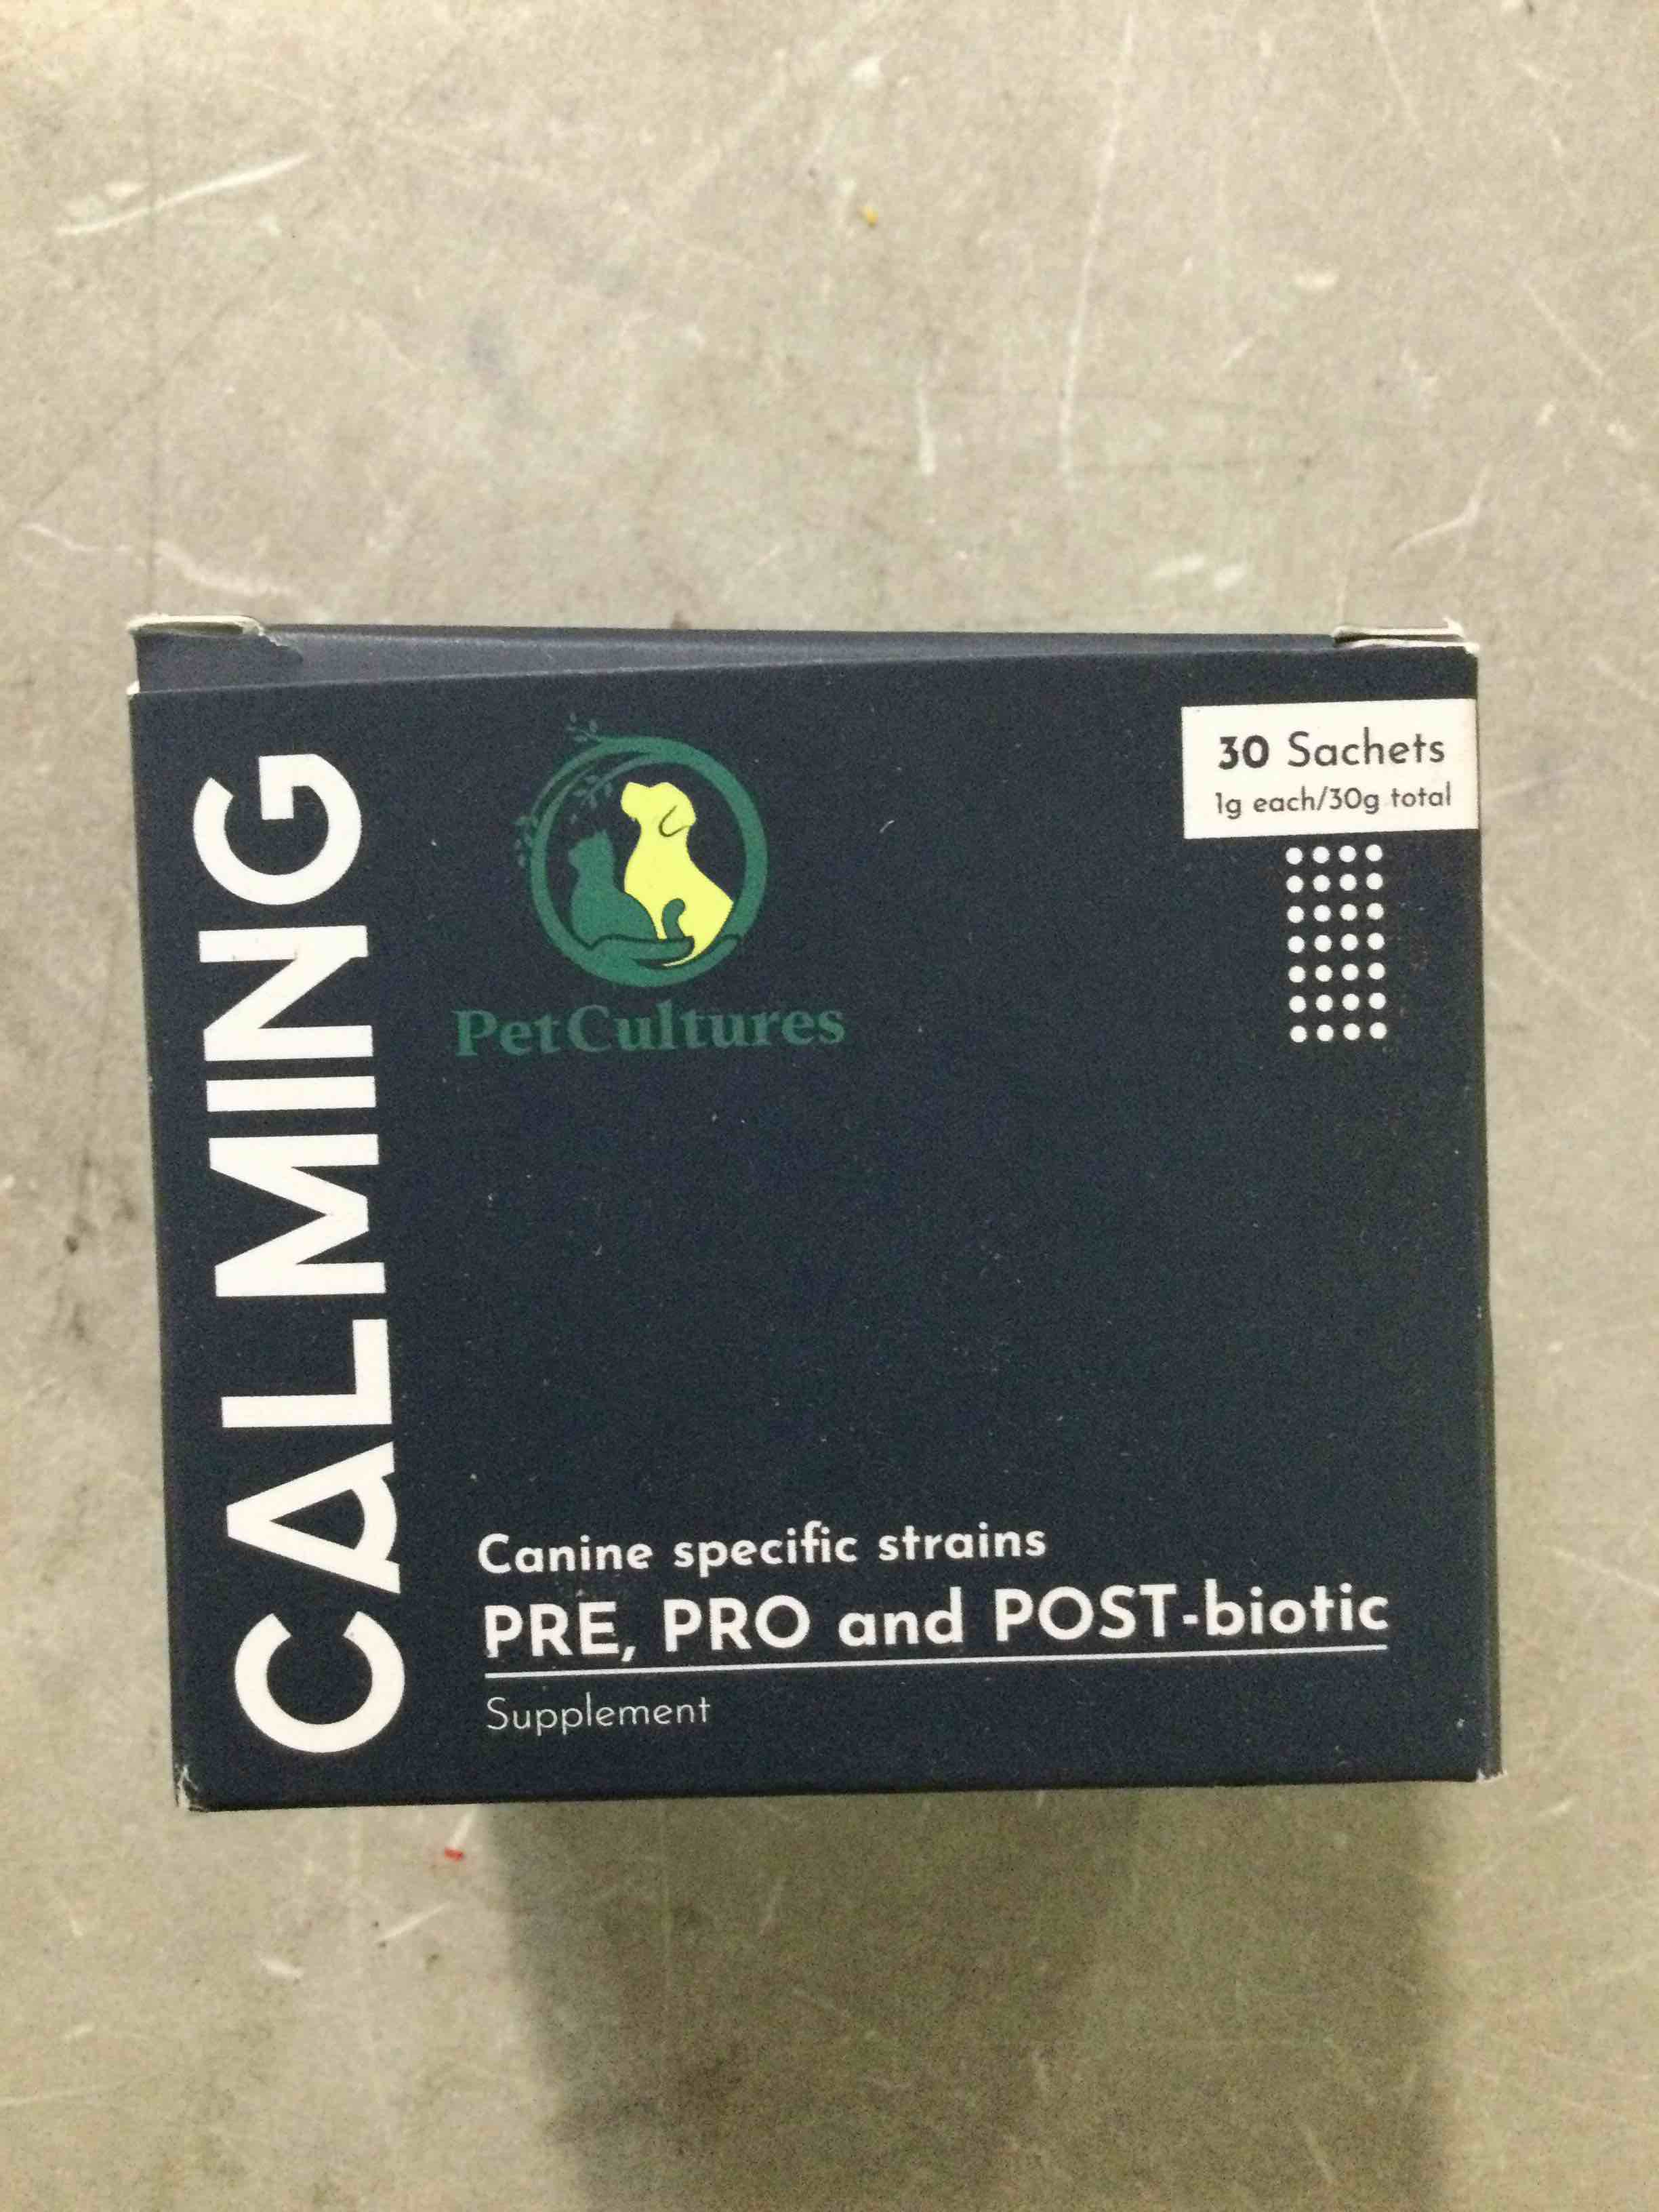 CALMING
PetCultures
30 Sachets
1g each/30g total
Canine specific strains
PRE, PRO and POST-biotic
Supplement